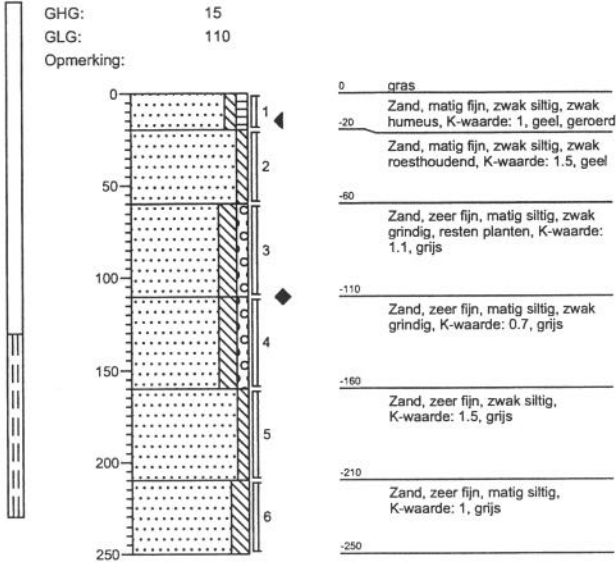 GHG: 15
GLG: 110
Opmerking:
0
50
100
150
200
250
1
2
3
4
5
6
0 gras
Zand, matig fijn, zwak siltig, zwak
humeus, K-waarde: 1, geel, geroerd
-20
Zand, matig fijn, zwak siltig, zwak
roesthoudend, K-waarde: 1.5, geel
-60
Zand, zeer fijn, matig siltig, zwak
grindig, resten planten, K-waarde:
1.1, grijs
-110
Zand, zeer fijn, matig siltig, zwak
grindig, K-waarde: 0.7, grijs
-160
Zand, zeer fijn, zwak siltig,
K-waarde: 1.5, grijs
-210
Zand, zeer fijn, matig siltig,
K-waarde: 1, grijs
-250